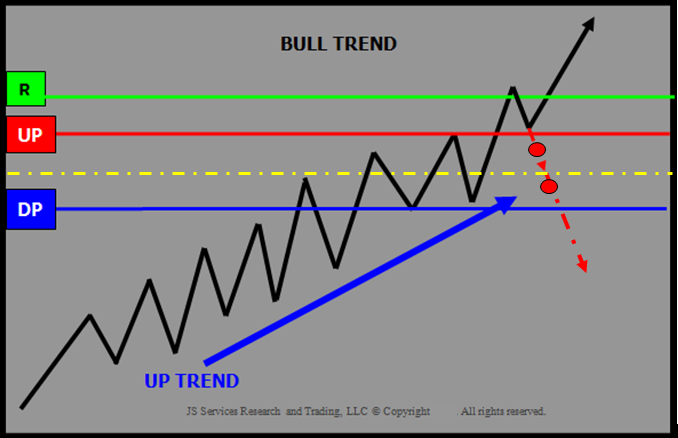 BULL TREND
R
UP
DP
UP TREND
JS Services Research and Trading, LLC © Copyright . All rights reserved.